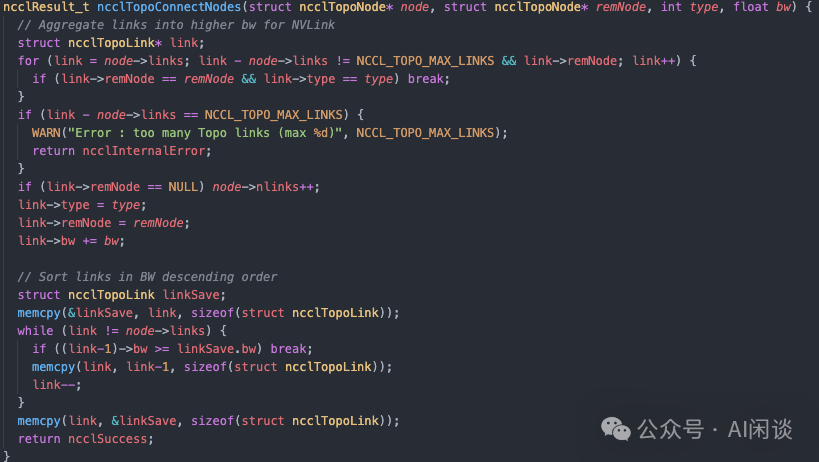 ncclResult_t ncclTopoConnectNodes(struct ncclTopoNode* node, struct ncclTopoNode* remNode, int type, float bw) {
  // Aggregate links into higher bw for NVLink
  struct ncclTopoLink* link;
  for (link = node->links; link - node->links != NCCL_TOPO_MAX_LINKS && link->remNode; link++) {
    if (link->remNode == remNode && link->type == type) break;
  }
  if (link - node->links == NCCL_TOPO_MAX_LINKS) {
    WARN("Error : too many Topo links (max %d)", NCCL_TOPO_MAX_LINKS);
    return ncclInternalError;
  }
  if (link->remNode == NULL) node->nlinks++;
  link->type = type;
  link->remNode = remNode;
  link->bw += bw;

  // Sort links in BW descending order
  struct ncclTopoLink linkSave;
  memcpy(&linkSave, link, sizeof(struct ncclTopoLink));
  while (link != node->links) {
    if ((link-1)->bw >= linkSave.bw) break;
    memcpy(link, link-1, sizeof(struct ncclTopoLink));
    link--;
  }
  memcpy(link, &linkSave, sizeof(struct ncclTopoLink));
  return ncclSuccess;
}
公众号 · AI闲谈